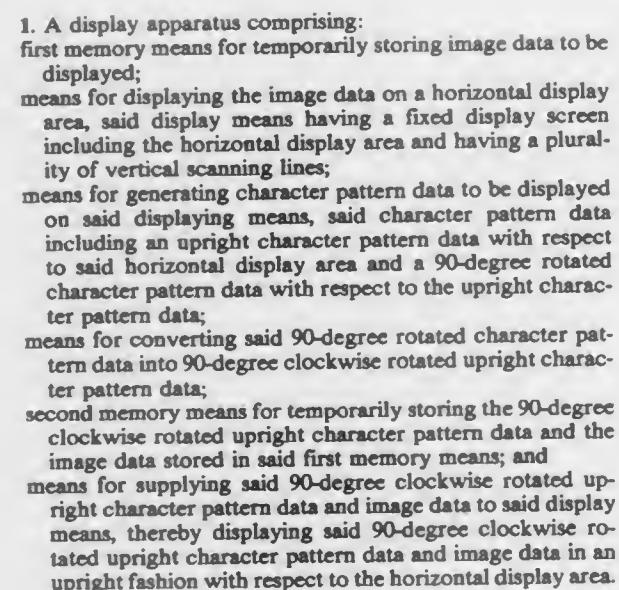 1. A display apparatus comprising:
first memory means for temporarily storing image data to be
displayed;
means for displaying the image data on a horizontal display
area, said display means having a fixed display screen
including the horizontal display area and having a plural-
ity of vertical scanning lines;
means for generating character pattern data to be displayed
on said displaying means, said character pattern data
including an upright character pattern data with respect
to said horizontal display area and a 90-degree rotated
character pattern data with respect to the upright charac-
ter pattern data;
means for converting said 90-degree rotated character pat-
tern data into 90-degree clockwise rotated upright charac-
ter pattern data;
second memory means for temporarily storing the 90-degree
clockwise rotated upright character pattern data and the
image data stored in said first memory means; and
means for supplying said 90-degree clockwise rotated up-
right character pattern data and image data to said display
means, thereby displaying said 90-degree clockwise ro-
tated upright character pattern data and image data in an
upright fashion with respect to the horizontal display area.